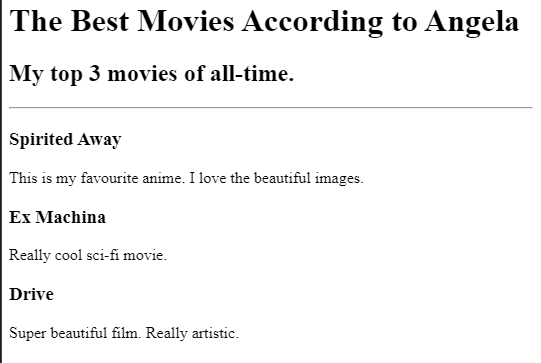 The Best Movies According to Angela
My top 3 movies of all-time.
Spirited Away
This is my favourite anime. I love the beautiful images.
Ex Machina
Really cool sci-fi movie.
Drive
Super beautiful film. Really artistic.